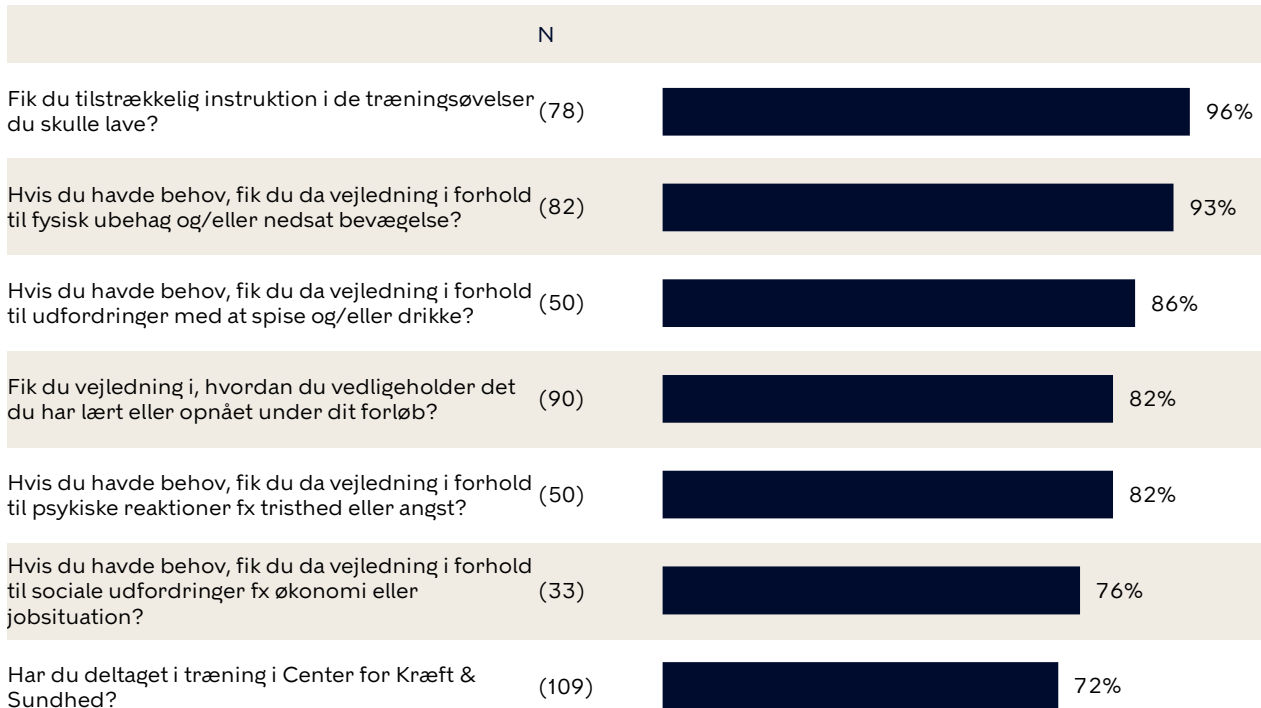 N
Fik du tilstrækkelig instruktion i de træningsøvelser
du skulle lave?
(78)
96%
Hvis du havde behov, fik du da vejledning i forhold
til fysisk ubehag og/eller nedsat bevægelse?
(82)
93%
Hvis du havde behov, fik du da vejledning i forhold
til udfordringer med at spise og/eller drikke?
(50)
86%
Fik du vejledning i, hvordan du vedligeholder det
du har lært eller opnået under dit forløb?
(90)
82%
Hvis du havde behov, fik du da vejledning i forhold
til psykiske reaktioner fx tristhed eller angst?
(50)
82%
Hvis du havde behov, fik du da vejledning i forhold
til sociale udfordringer fx økonomi eller
jobsituation?
(33)
76%
Har du deltaget i træning i Center for Kræft &
Sundhed?
(109)
72%